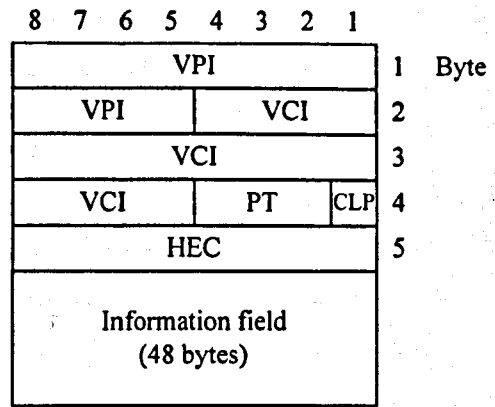 8 7 6 5 4 3 2 1
VPI 1 Byte
VPI VCI 2
VCI 3
VCI PT CLP 4
HEC 5
Information field
(48 bytes)